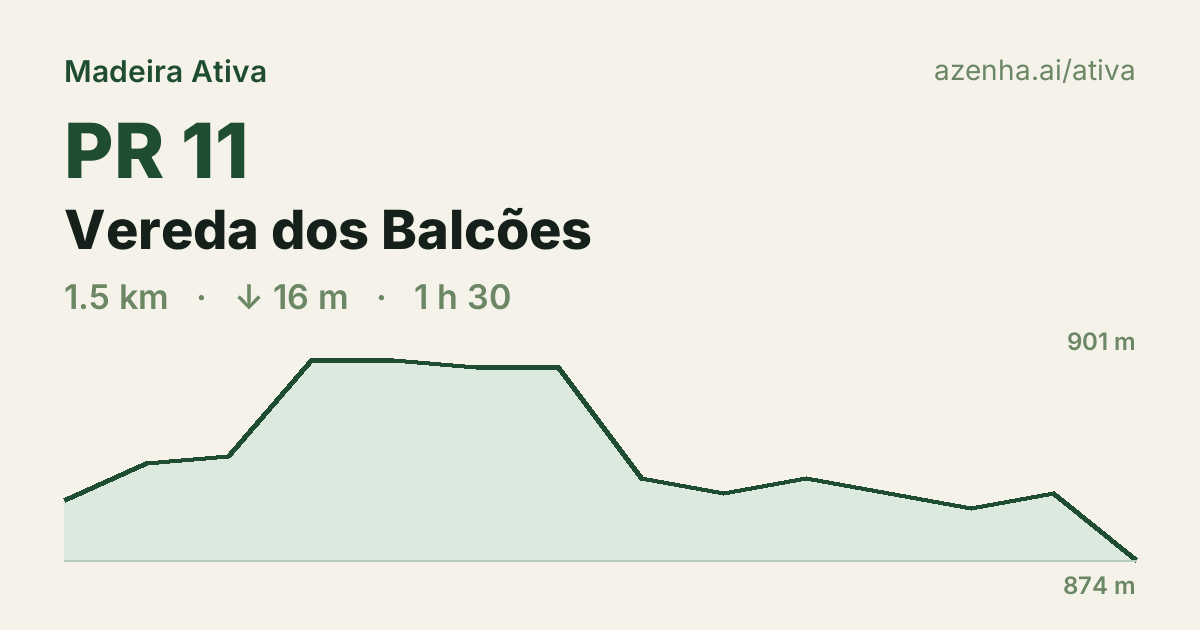 Madeira Ativa
azenha.ai/ativa
PR 11
Vereda dos Balcões
1.5 km · ↓ 16 m · 1 h 30
901 m
874 m